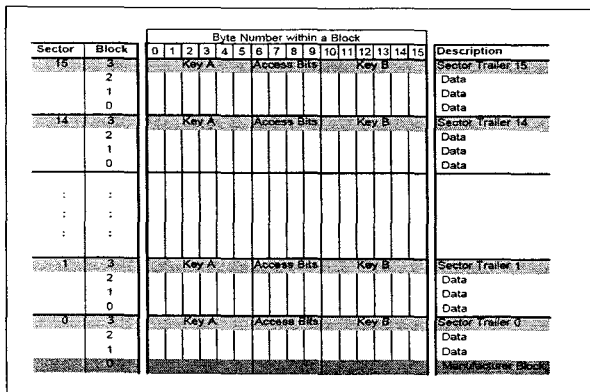 Byte Number within a Block
Sector Block 0 1 2 3 4 5 6 7 8 9 10 11 12 13 14 15 Description
15 3 Key A Access Bits Key B Sector Trailer 15
2 Data
1 Data
0 Data
14 3 Key A Access Bits Key B Sector Trailer 14
2 Data
1 Data
0 Data
: :
: :
: :
1 3 Key A Access Bits Key B Sector Trailer 1
2 Data
1 Data
0 Data
0 3 Key A Access Bits Key B Sector Trailer 0
2 Data
1 Data
0 Manufacturer Block